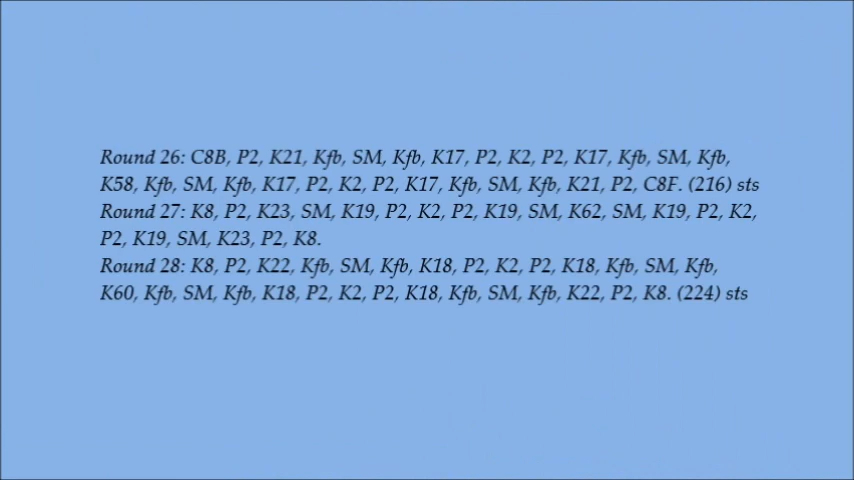 Round 26: C8B, P2, K21, Kfb, SM, Kfb, K17, P2, K2, P2, K17, Kfb, SM, Kfb,
K58, Kfb, SM, Kfb, K17, P2, K2, P2, K17, Kfb, SM, Kfb, K21, P2, C8F. (216) sts
Round 27: K8, P2, K23, SM, K19, P2, K2, P2, K19, SM, K62, SM, K19, P2, K2,
P2, K19, SM, K23, P2, K8.
Round 28: K8, P2, K22, Kfb, SM, Kfb, K18, P2, K2, P2, K18, Kfb, SM, Kfb,
K60, Kfb, SM, Kfb, K18, P2, K2, P2, K18, Kfb, SM, Kfb, K22, P2, K8. (224) sts